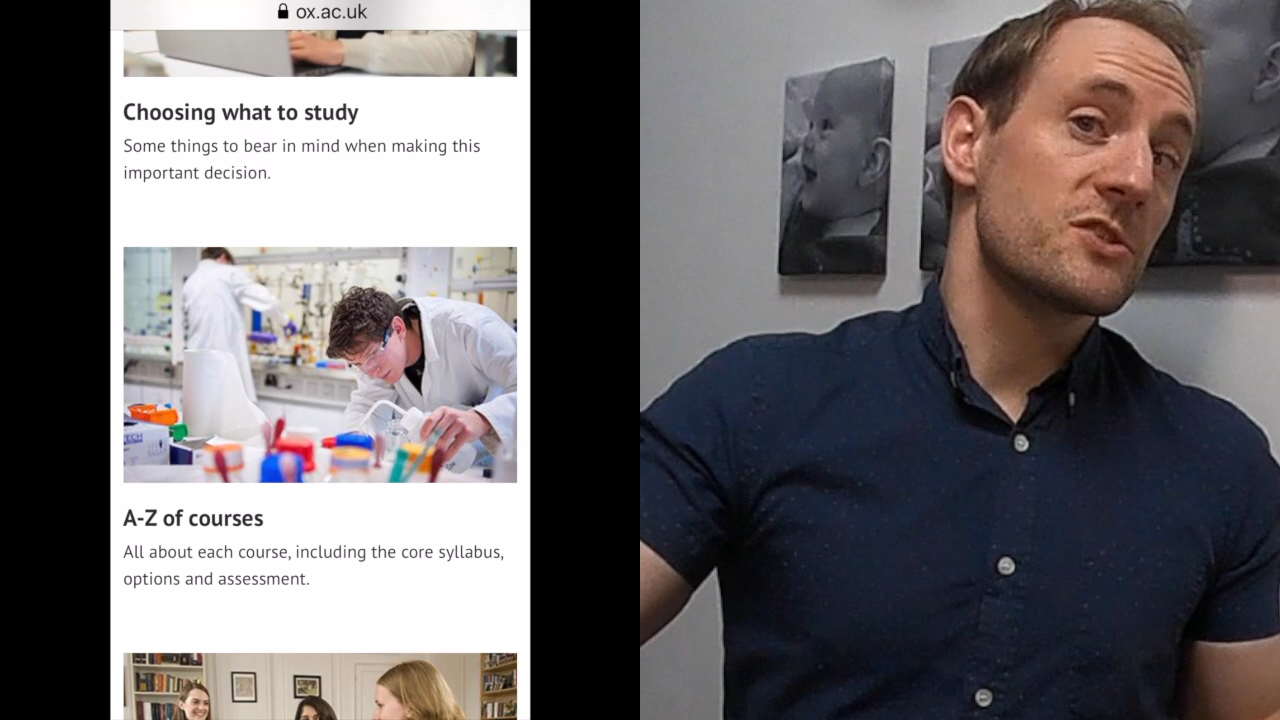 ox.ac.uk
Choosing what to study
Some things to bear in mind when making this
important decision.
A-Z of courses
All about each course, including the core syllabus,
options and assessment.